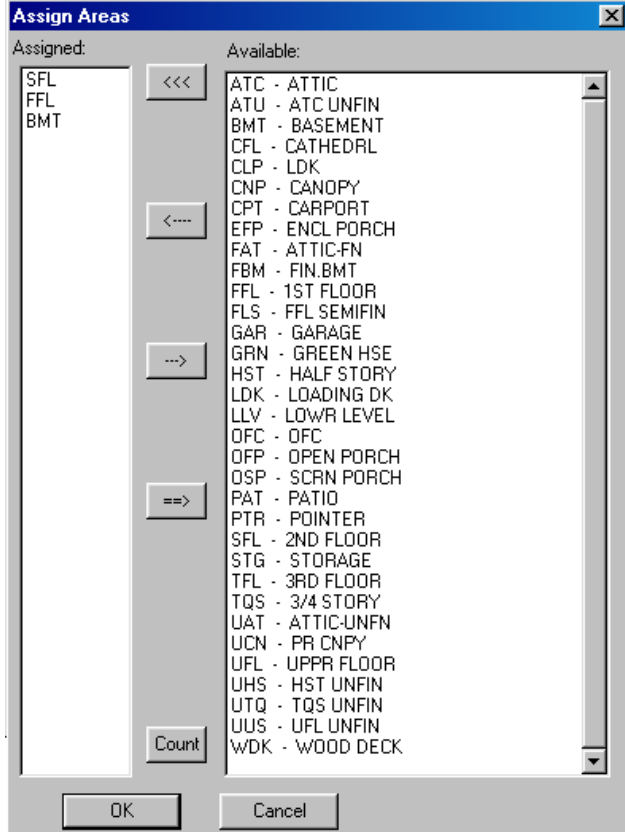 Assign Areas
Assigned:
SFL
FFL
BMT
<<<
<----
--->
==>
Count
Available:
ATC - ATTIC
ATU - ATC UNFIN
BMT - BASEMENT
CFL - CATHEDRL
CLP - LDK
CNP - CANOPY
CPT - CARPORT
EFP - ENCL PORCH
FAT - ATTIC-FN
FBM - FIN.BMT
FFL - 1ST FLOOR
FLS - FFL SEMIFIN
GAR - GARAGE
GRN - GREEN HSE
HST - HALF STORY
LDK - LOADING DK
LLV - LOWR LEVEL
OFC - OFC
OFP - OPEN PORCH
OSP - SCRN PORCH
PAT - PATIO
PTR - POINTER
SFL - 2ND FLOOR
STG - STORAGE
TFL - 3RD FLOOR
TQS - 3/4 STORY
UAT - ATTIC-UNFN
UCN - PR CNPY
UFL - UPPR FLOOR
UHS - HST UNFIN
UTQ - TQS UNFIN
UUS - UFL UNFIN
WDK - WOOD DECK
OK
Cancel